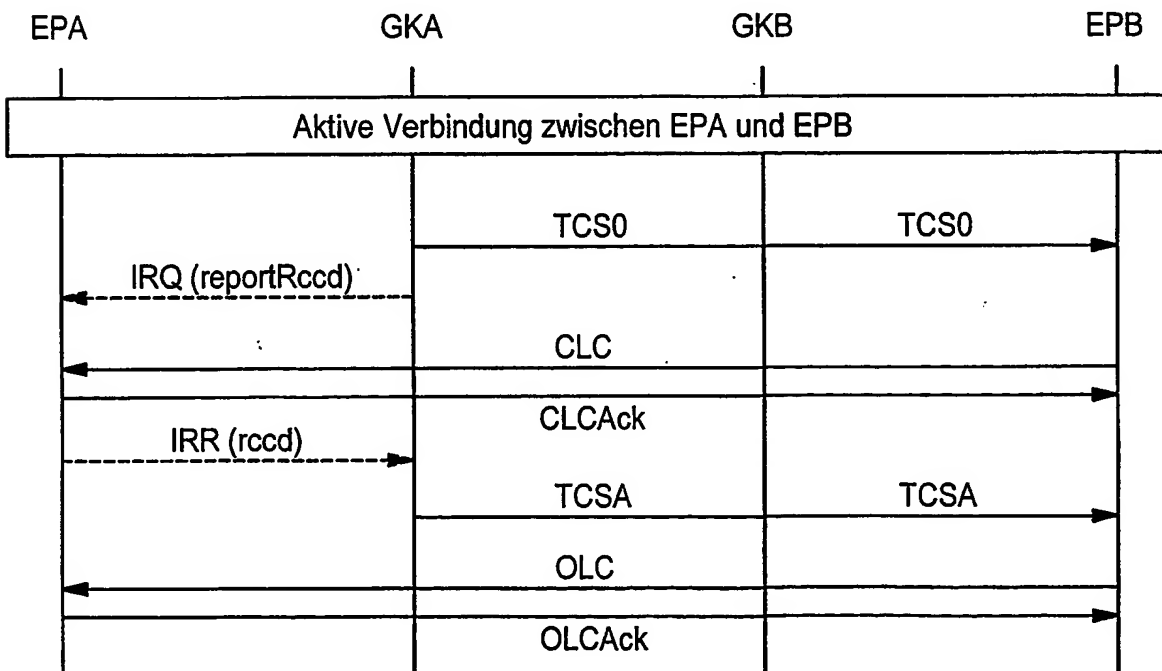 EPA GKA GKB EPB
Aktive Verbindung zwischen EPA und EPB
TCS0 TCS0
IRQ (reportRccd)
CLC
CLCAck
IRR (rccd)
TCSA TCSA
OLC
OLCAck